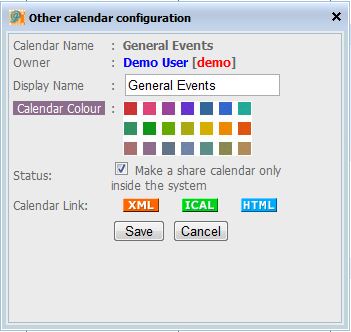 Other calendar configuration
Calendar Name : General Events
Owner : Demo User [demo]
Display Name : General Events
Calendar Colour :
Status: Make a share calendar only
inside the system
Calendar Link: XML ICAL HTML
Save Cancel